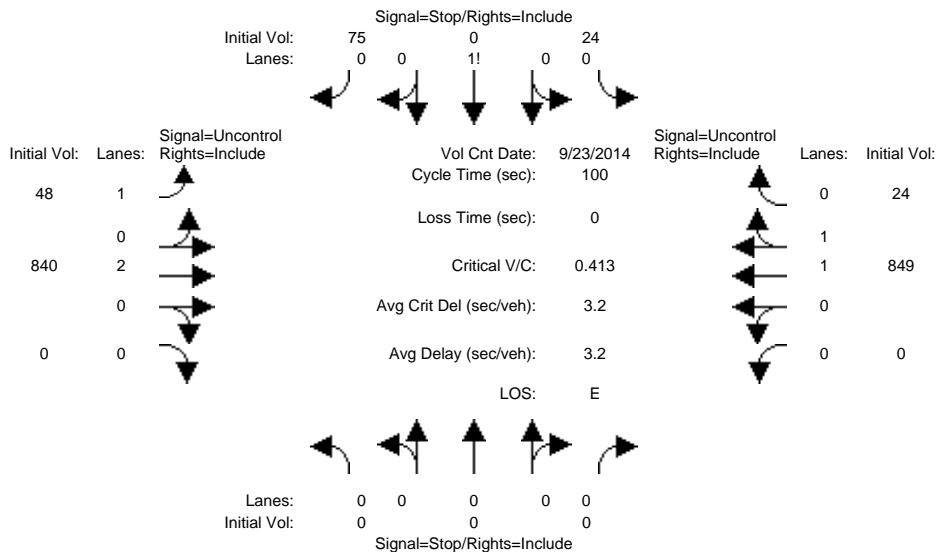 Signal=Stop/Rights=Include
Initial Vol: 75 0 24
Lanes: 0 0 1! 0 0
Signal=Uncontrol Signal=Uncontrol
Initial Vol: Lanes: Rights=Include Vol Cnt Date: 9/23/2014 Rights=Include Lanes: Initial Vol:
Cycle Time (sec): 100
48 1 0 24
Loss Time (sec): 0
0 1
840 2 Critical V/C: 0.413 1 849
0 Avg Crit Del (sec/veh): 3.2 0
0 0 Avg Delay (sec/veh): 3.2 0 0
LOS: E
Lanes: 0 0 0 0 0
Initial Vol: 0 0 0
Signal=Stop/Rights=Include